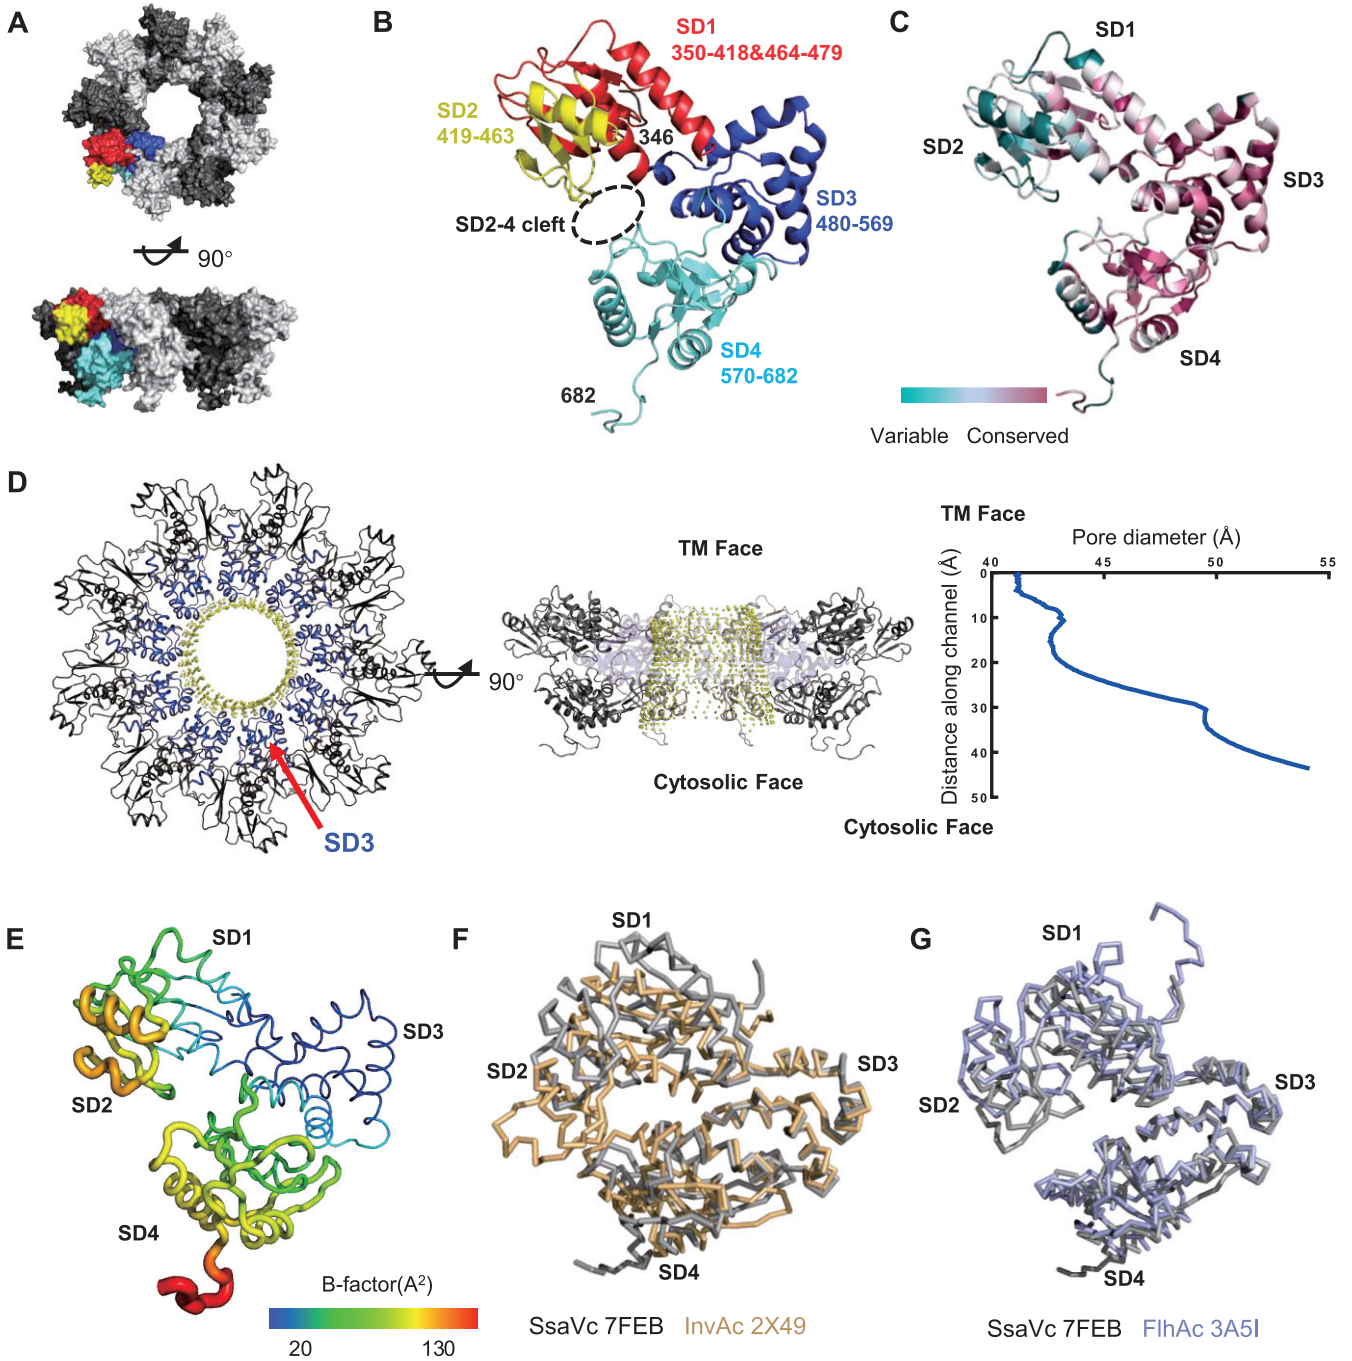 A
90°
B
SD1
350-418&464-479
SD2
419-463
346
SD2-4 cleft
SD3
480-569
SD4
570-682
682
C
SD1
SD2
SD3
SD4
Variable Conserved
D
SD3
90°
TM Face
Cytosolic Face
TM Face
Pore diameter (Å)
40 45 50 55
Distance along channel (Å)
0
10
20
30
40
50
Cytosolic Face
E
SD1
SD3
SD2
SD4
B-factor(A²)
20 130
F
SD1
SD2
SD3
SD4
SsaVc 7FEB InvAc 2X49
G
SD1
SD2
SD3
SD4
SsaVc 7FEB FlhAc 3A5I